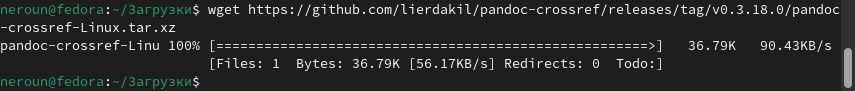 neroun@fedora:~/Загрузки$ wget https://github.com/lierdakil/pandoc-crossref/releases/tag/v0.3.18.0/pandoc
-crossref-Linux.tar.xz
pandoc-crossref-Linu 100% [======================================================>] 36.79K 90.43KB/s
[Files: 1 Bytes: 36.79K [56.17KB/s] Redirects: 0 Todo:]
neroun@fedora:~/Загрузки$